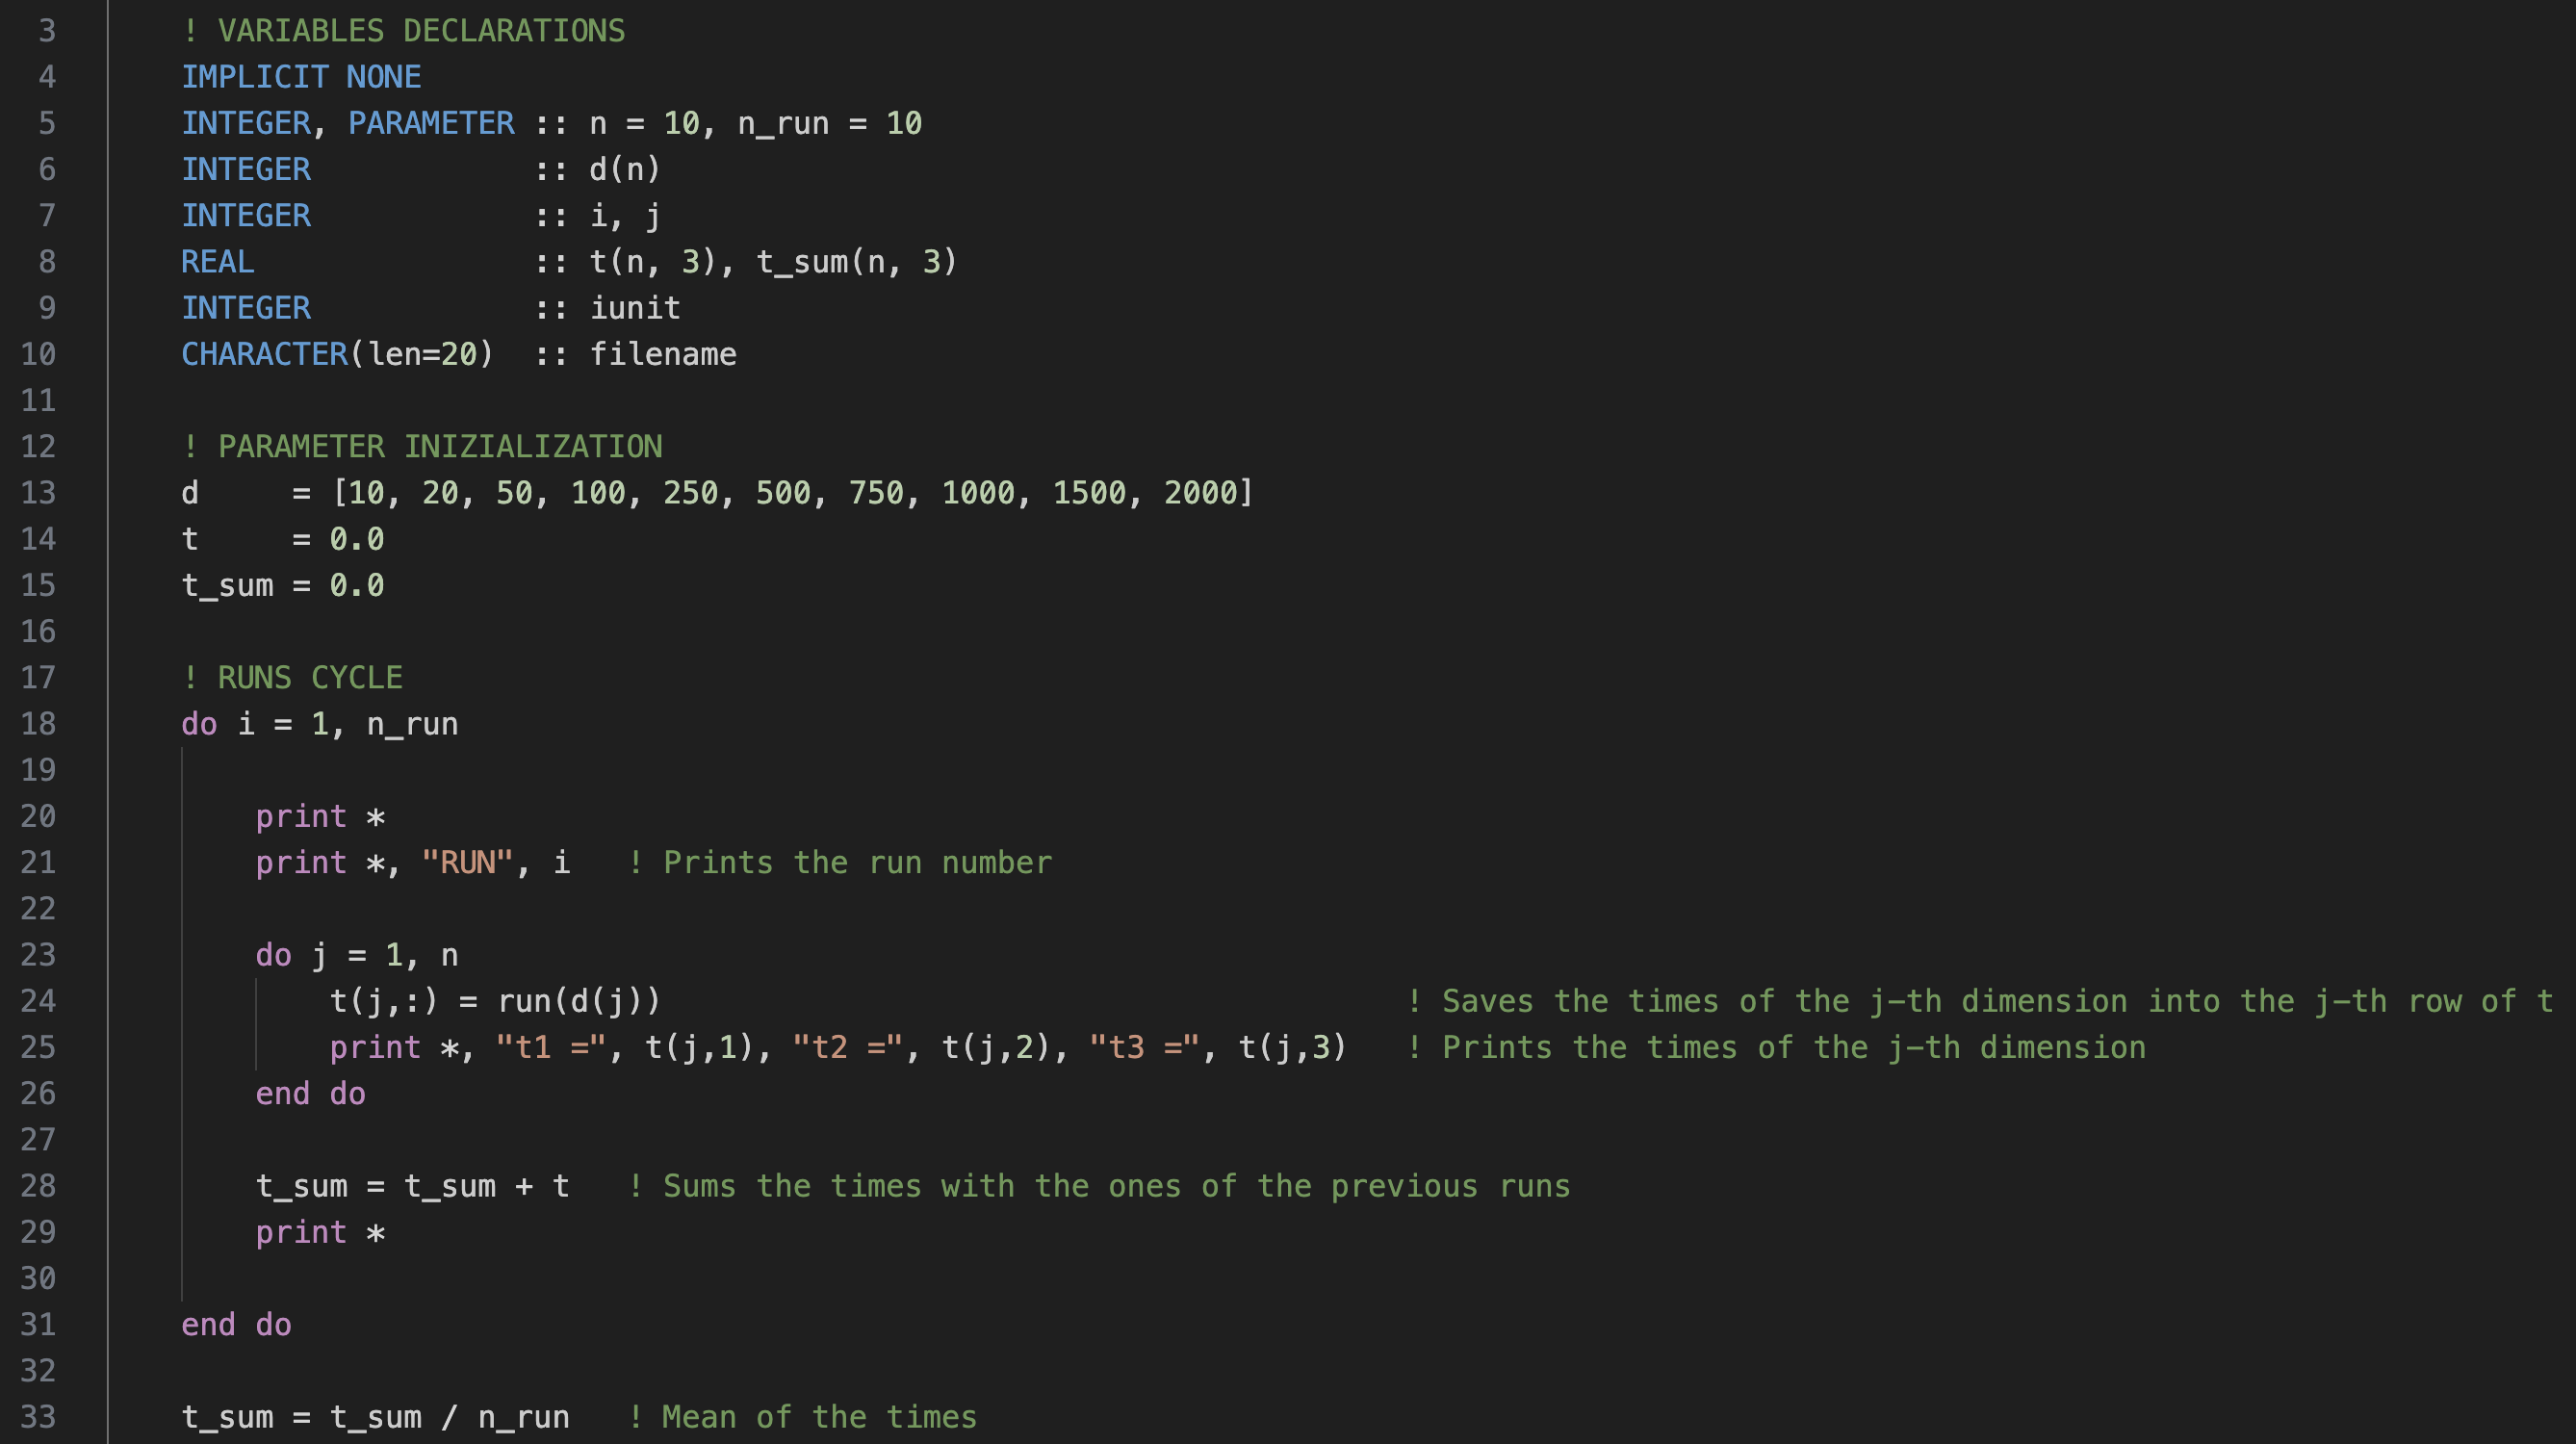 3 ! VARIABLES DECLARATIONS
4 IMPLICIT NONE
5 INTEGER, PARAMETER :: n = 10, n_run = 10
6 INTEGER :: d(n)
7 INTEGER :: i, j
8 REAL :: t(n, 3), t_sum(n, 3)
9 INTEGER :: iunit
10 CHARACTER(len=20) :: filename
11
12 ! PARAMETER INIZIALIZATION
13 d = [10, 20, 50, 100, 250, 500, 750, 1000, 1500, 2000]
14 t = 0.0
15 t_sum = 0.0
16
17 ! RUNS CYCLE
18 do i = 1, n_run
19
20 print *
21 print *, "RUN", i ! Prints the run number
22
23 do j = 1, n
24 t(j,:) = run(d(j)) ! Saves the times of the j-th dimension into the j-th row of t
25 print *, "t1 =", t(j,1), "t2 =", t(j,2), "t3 =", t(j,3) ! Prints the times of the j-th dimension
26 end do
27
28 t_sum = t_sum + t ! Sums the times with the ones of the previous runs
29 print *
30
31 end do
32
33 t_sum = t_sum / n_run ! Mean of the times